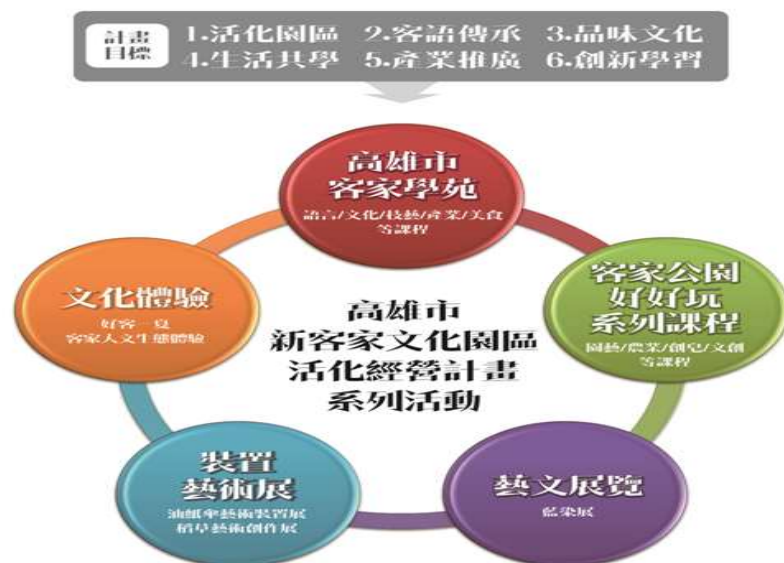 計畫
目標
1.活化園區 2.客語傳承 3.品味文化
4.生活共學 5.產業推廣 6.創新學習
高雄市
客家學苑
語言/文化/技藝/產業/美食
等課程
客家公園
好好玩
系列課程
園藝/農業/創皂/文創
等課程
藝文展覽
藍染展
裝置
藝術展
油紙傘藝術裝置展
稻草藝術創作展
文化體驗
好客一夏
客家人文生態體驗
高雄市
新客家文化園區
活化經營計畫
系列活動